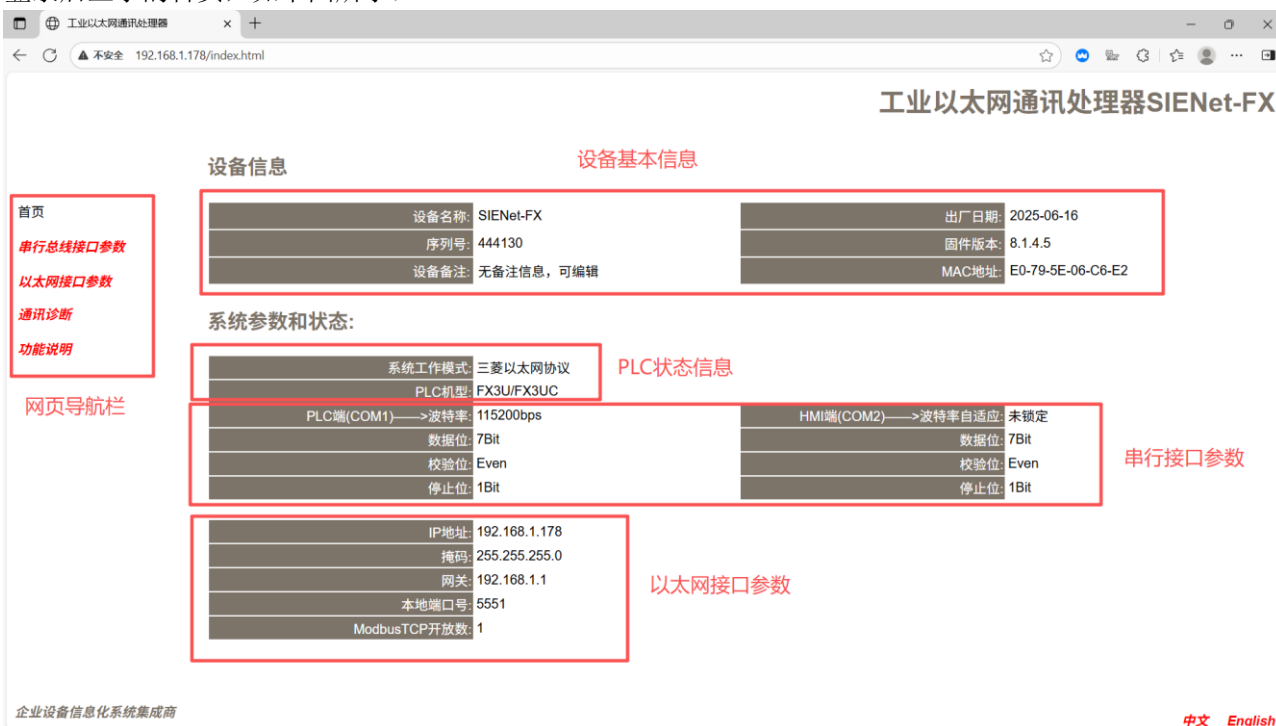 工业以太网通讯处理器
不安全 192.168.1.178/index.html
工业以太网通讯处理器SIENet-FX
设备信息
设备基本信息
首页
串行总线接口参数
以太网接口参数
通讯诊断
功能说明
网页导航栏
设备名称: SIENet-FX 出厂日期: 2025-06-16
序列号: 444130 固件版本: 8.1.4.5
设备备注: 无备注信息，可编辑 MAC地址: E0-79-5E-06-C6-E2
系统参数和状态:
系统工作模式: 三菱以太网协议
PLC机型: FX3U/FX3UC
PLC状态信息
PLC端(COM1)——>波特率: 115200bps HMI端(COM2)——>波特率自适应: 未锁定
数据位: 7Bit 数据位: 7Bit
校验位: Even 校验位: Even
停止位: 1Bit 停止位: 1Bit
串行接口参数
IP地址: 192.168.1.178
掩码: 255.255.255.0
网关: 192.168.1.1
本地端口号: 5551
ModbusTCP开放数: 1
以太网接口参数
企业设备信息化系统集成商
中文 English